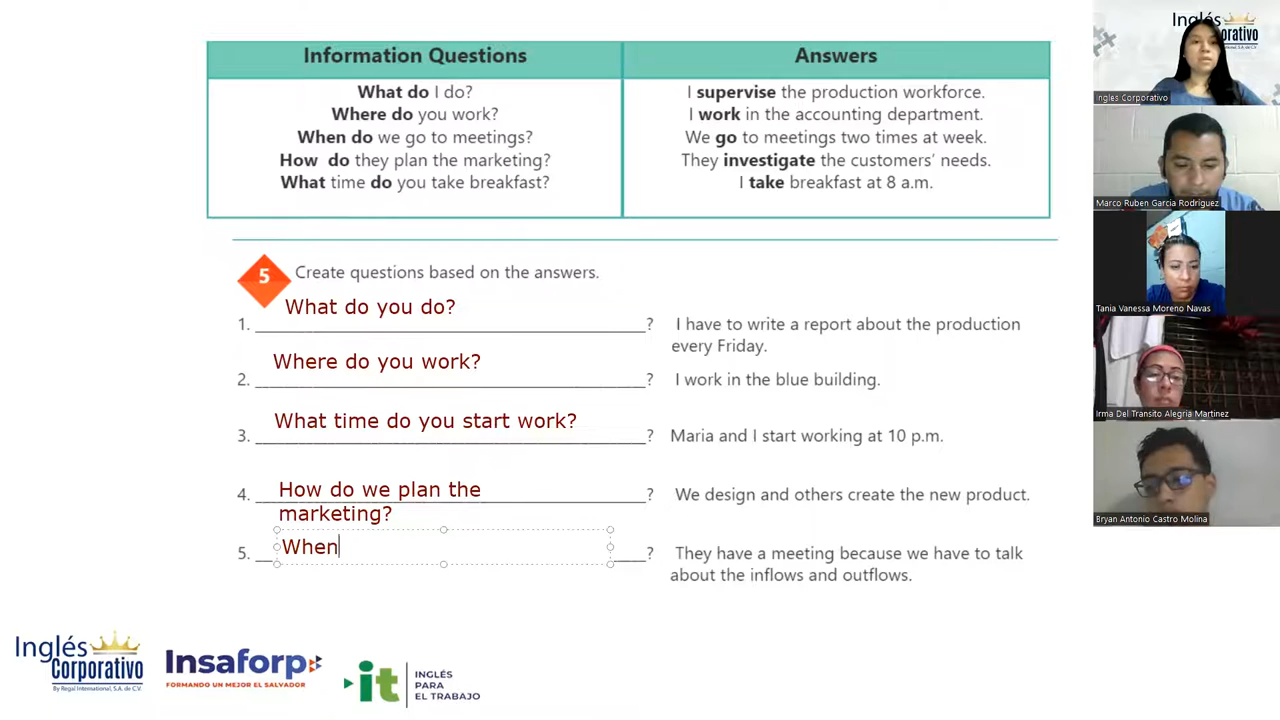 Information Questions
Answers
What do I do?
Where do you work?
When do we go to meetings?
How do they plan the marketing?
What time do you take breakfast?
I supervise the production workforce.
I work in the accounting department.
We go to meetings two times at week.
They investigate the customers’ needs.
I take breakfast at 8 a.m.
5 Create questions based on the answers.
What do you do?
1. ? I have to write a report about the production
every Friday.
Where do you work?
2. ? I work in the blue building.
What time do you start work?
3. ? Maria and I start working at 10 p.m.
How do we plan the
marketing?
4. ? We design and others create the new product.
When
5. ? They have a meeting because we have to talk
about the inflows and outflows.
Inglés
Corporativo
By Regal International, S.A. de C.V.
Insaforp
FORMANDO UN MEJOR EL SALVADOR
it
INGLÉS
PARA
EL TRABAJO
Inglés
Corporativo
Ingles Corporativo
Marco Ruben Garcia Rodriguez
Tania Vanessa Moreno Navas
Irma Del Transito Alegria Martinez
Bryan Antonio Castro Molina